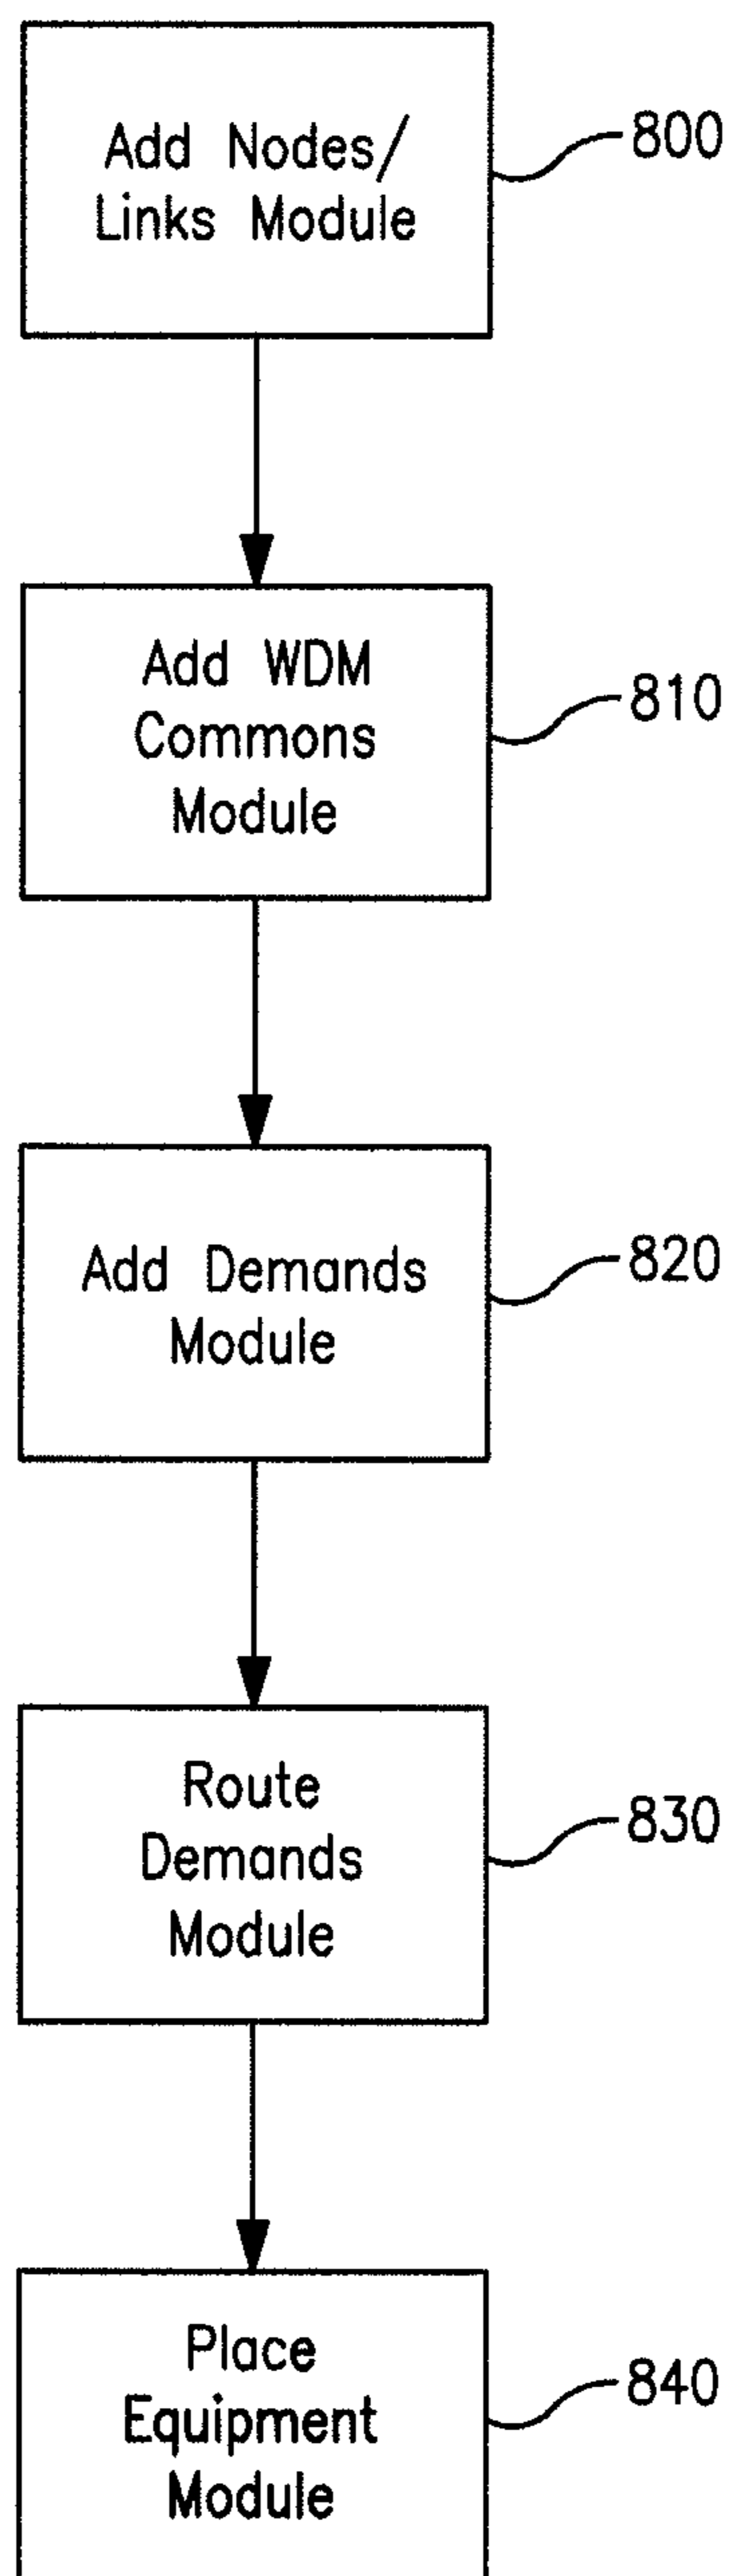 Add Nodes/
Links Module
800
Add WDM
Commons
Module
810
Add Demands
Module
820
Route
Demands
Module
830
Place
Equipment
Module
840